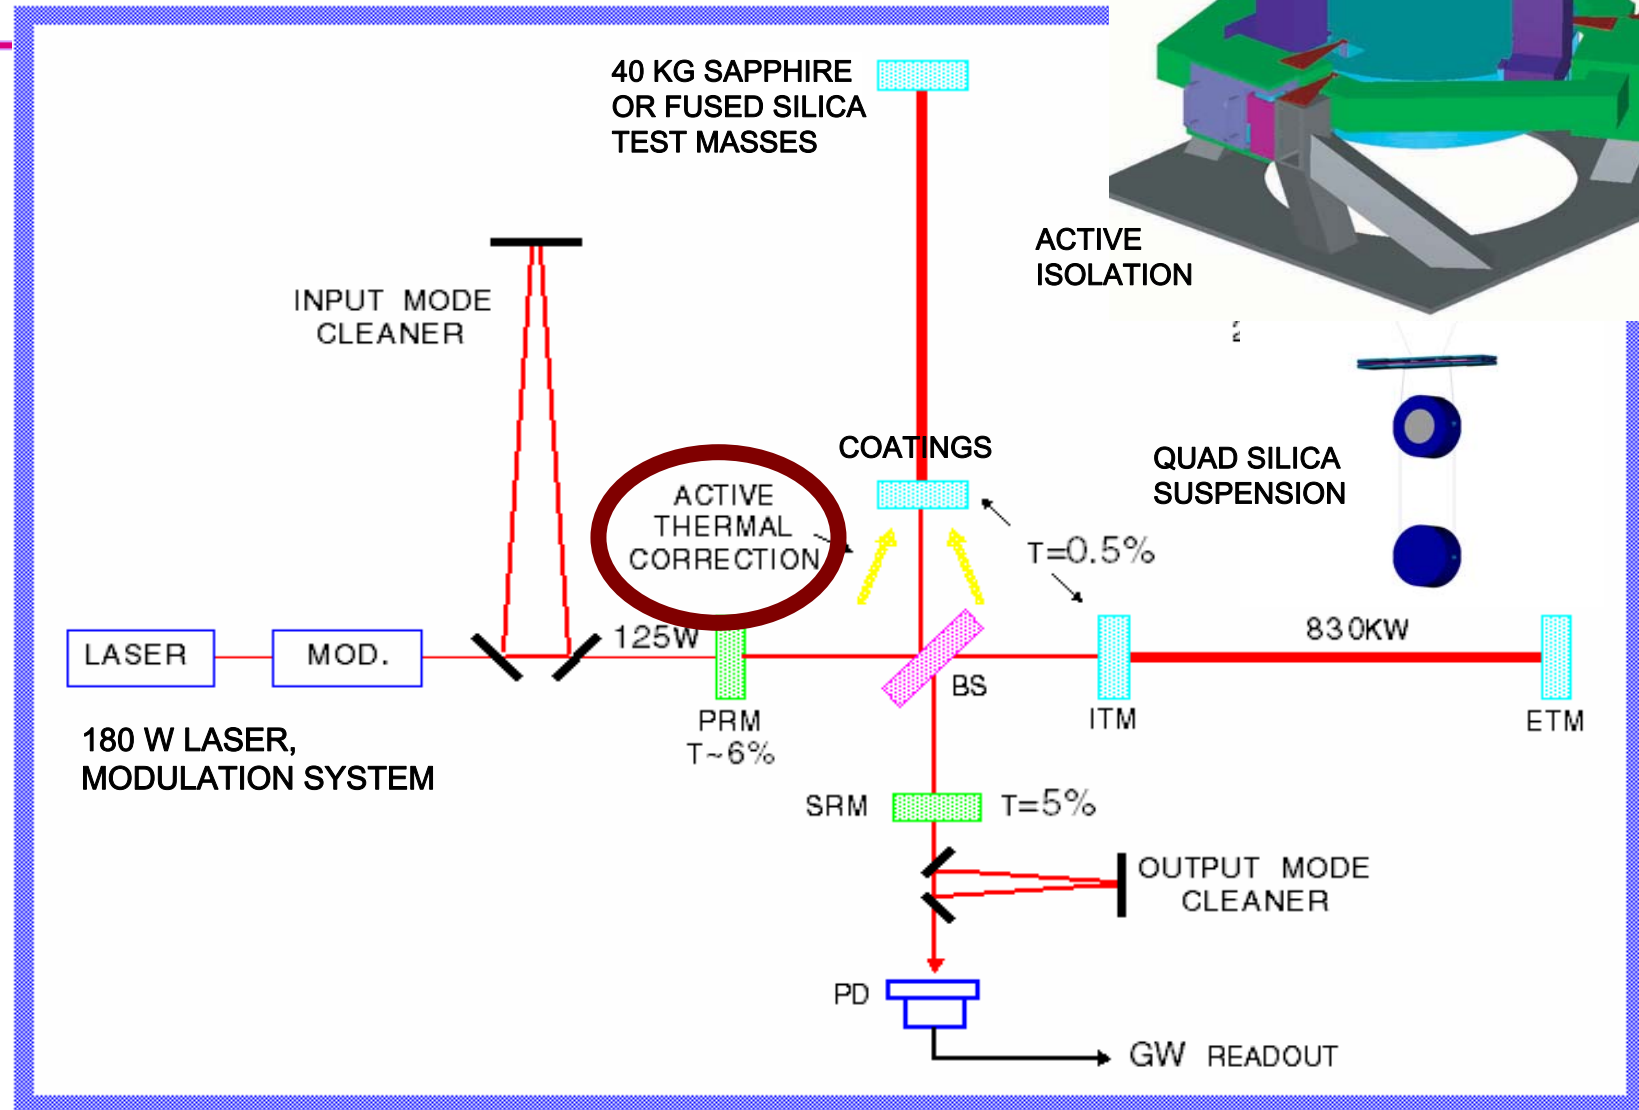 40 KG SAPPHIRE
OR FUSED SILICA
TEST MASSES
ACTIVE
ISOLATION
INPUT MODE
CLEANER
COATINGS
QUAD SILICA
SUSPENSION
ACTIVE
THERMAL
CORRECTION
T=0.5%
LASER
MOD.
125W
830KW
BS
PRM
T~6%
ITM
ETM
180 W LASER,
MODULATION SYSTEM
SRM
T=5%
OUTPUT MODE
CLEANER
PD
GW READOUT